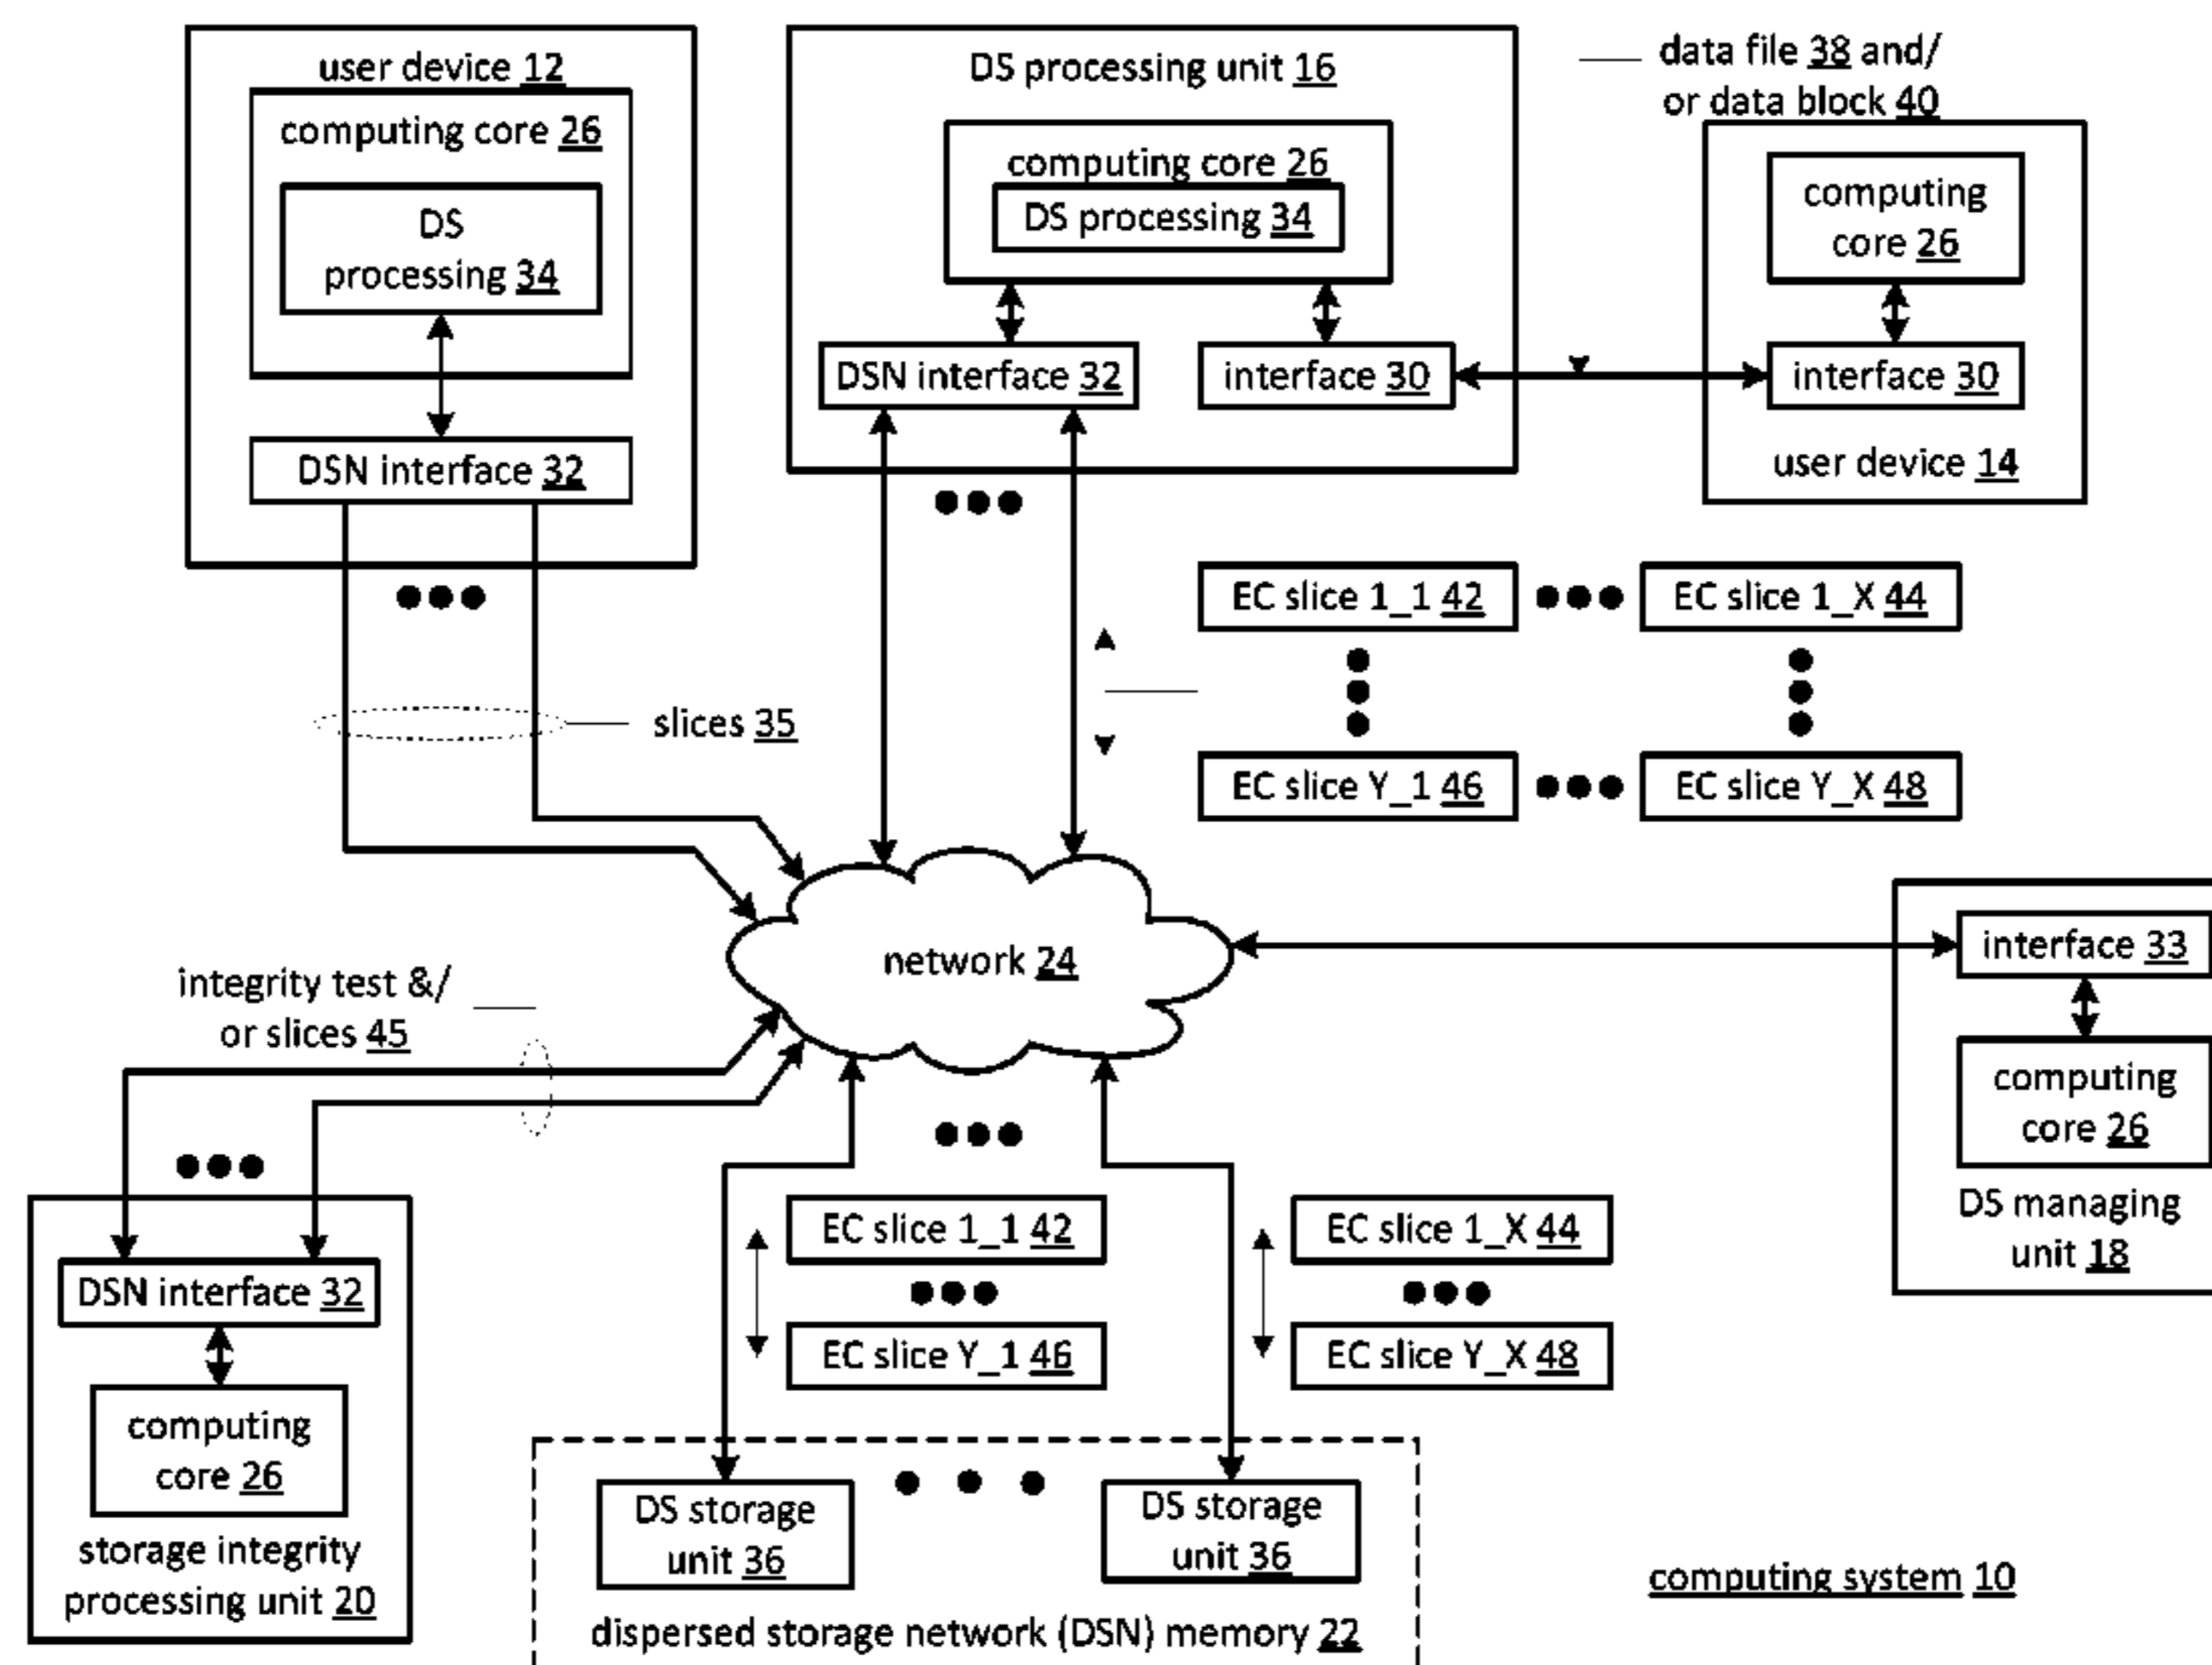 user device 12
computing core 26
DS
processing 34
DSN interface 32
DS processing unit 16
computing core 26
DS processing 34
DSN interface 32
interface 30
data file 38 and/
or data block 40
computing
core 26
interface 30
user device 14
EC slice 1_1 42
EC slice 1_X 44
EC slice Y_1 46
EC slice Y_X 48
slices 35
network 24
interface 33
computing
core 26
DS managing
unit 18
integrity test &/
or slices 45
DSN interface 32
computing
core 26
storage integrity
processing unit 20
EC slice 1_1 42
EC slice Y_1 46
EC slice 1_X 44
EC slice Y_X 48
DS storage
unit 36
DS storage
unit 36
dispersed storage network (DSN) memory 22
computing system 10